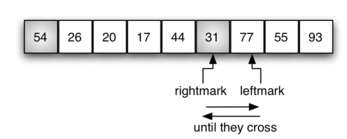 54 26 20 17 44 31 77 55 93
rightmark leftmark
until they cross